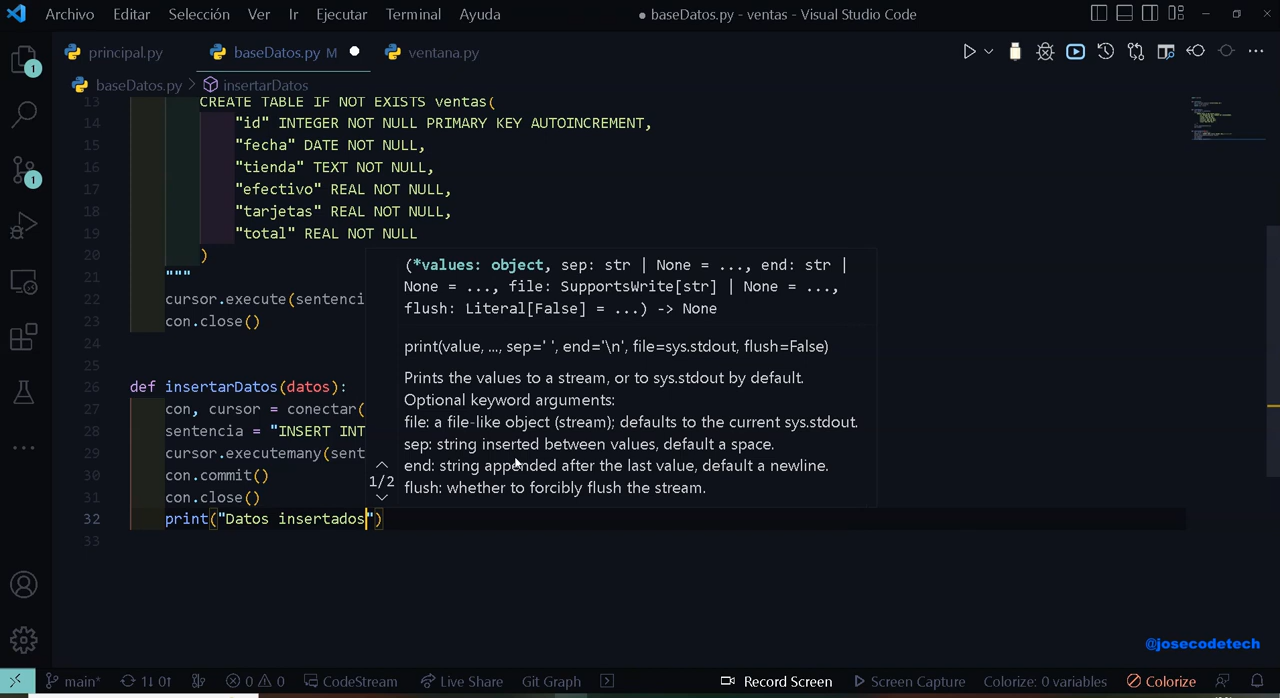 Archivo Editar Selección Ver Ir Ejecutar Terminal Ayuda ● baseDatos.py - ventas - Visual Studio Code
principal.py baseDatos.py M ● ventana.py
baseDatos.py > insertarDatos
13 CREATE TABLE IF NOT EXISTS ventas(
14 "id" INTEGER NOT NULL PRIMARY KEY AUTOINCREMENT,
15 "fecha" DATE NOT NULL,
16 "tienda" TEXT NOT NULL,
17 "efectivo" REAL NOT NULL,
18 "tarjetas" REAL NOT NULL,
19 "total" REAL NOT NULL
20 )
21 """
22 cursor.execute(sentenci
23 con.close()
24
25
26 def insertarDatos(datos):
27 con, cursor = conectar(
28 sentencia = "INSERT INT
29 cursor.executemany(sent
30 con.commit()
31 con.close()
32 print("Datos insertados")
33
(*values: object, sep: str | None = ..., end: str |
None = ..., file: SupportsWrite[str] | None = ...,
flush: Literal[False] = ...) -> None
print(value, ..., sep=' ', end='\n', file=sys.stdout, flush=False)
Prints the values to a stream, or to sys.stdout by default.
Optional keyword arguments:
file: a file-like object (stream); defaults to the current sys.stdout.
sep: string inserted between values, default a space.
end: string appended after the last value, default a newline.
flush: whether to forcibly flush the stream.
1/2
1
1
@josecodetech
main* 1↓ 0↑ 0 0 CodeStream Live Share Git Graph Record Screen Screen Capture Colorize: 0 variables Colorize